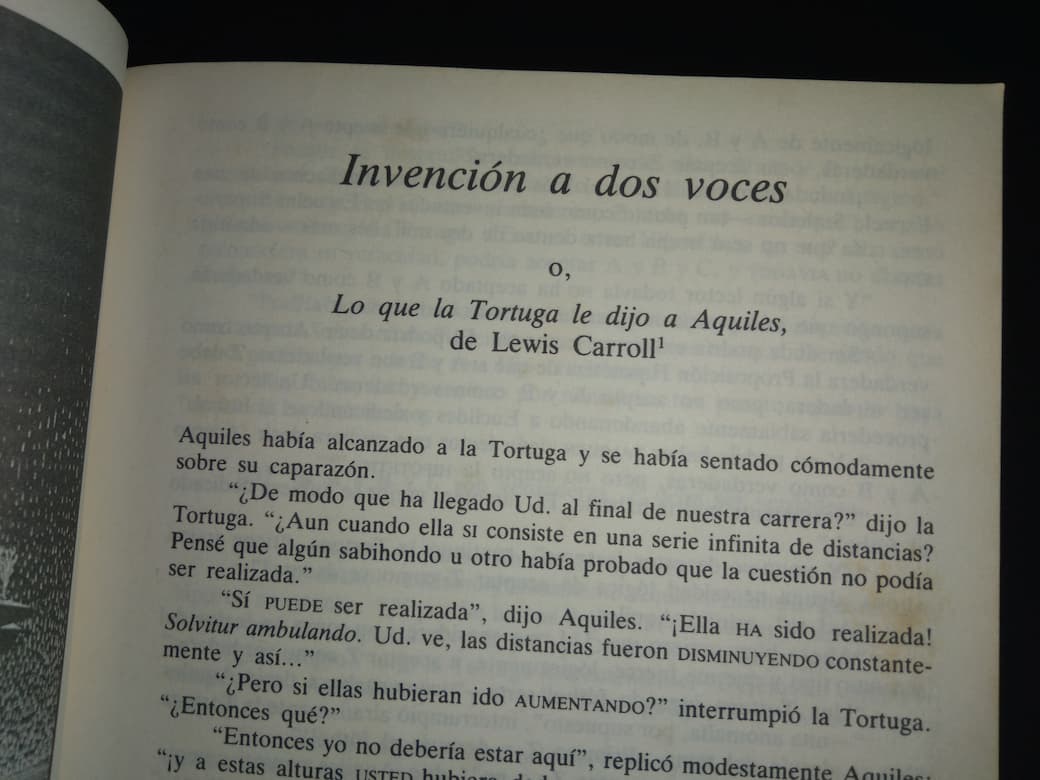 Invención a dos voces
o,
Lo que la Tortuga le dijo a Aquiles,
de Lewis Carroll¹
Aquiles había alcanzado a la Tortuga y se había sentado cómodamente
sobre su caparazón.
“¿De modo que ha llegado Ud. al final de nuestra carrera?” dijo la
Tortuga. “¿Aun cuando ella SI consiste en una serie infinita de distancias?
Pensé que algún sabihondo u otro había probado que la cuestión no podía
ser realizada.”
“Sí PUEDE ser realizada”, dijo Aquiles. “¡Ella HA sido realizada!
Solvitur ambulando. Ud. ve, las distancias fueron DISMINUYENDO constante-
mente y así...”
“¿Pero si ellas hubieran ido AUMENTANDO?” interrumpió la Tortuga.
“¿Entonces qué?”
“Entonces yo no debería estar aquí”, replicó modestamente Aquiles;
“¡y a estas alturas USTED